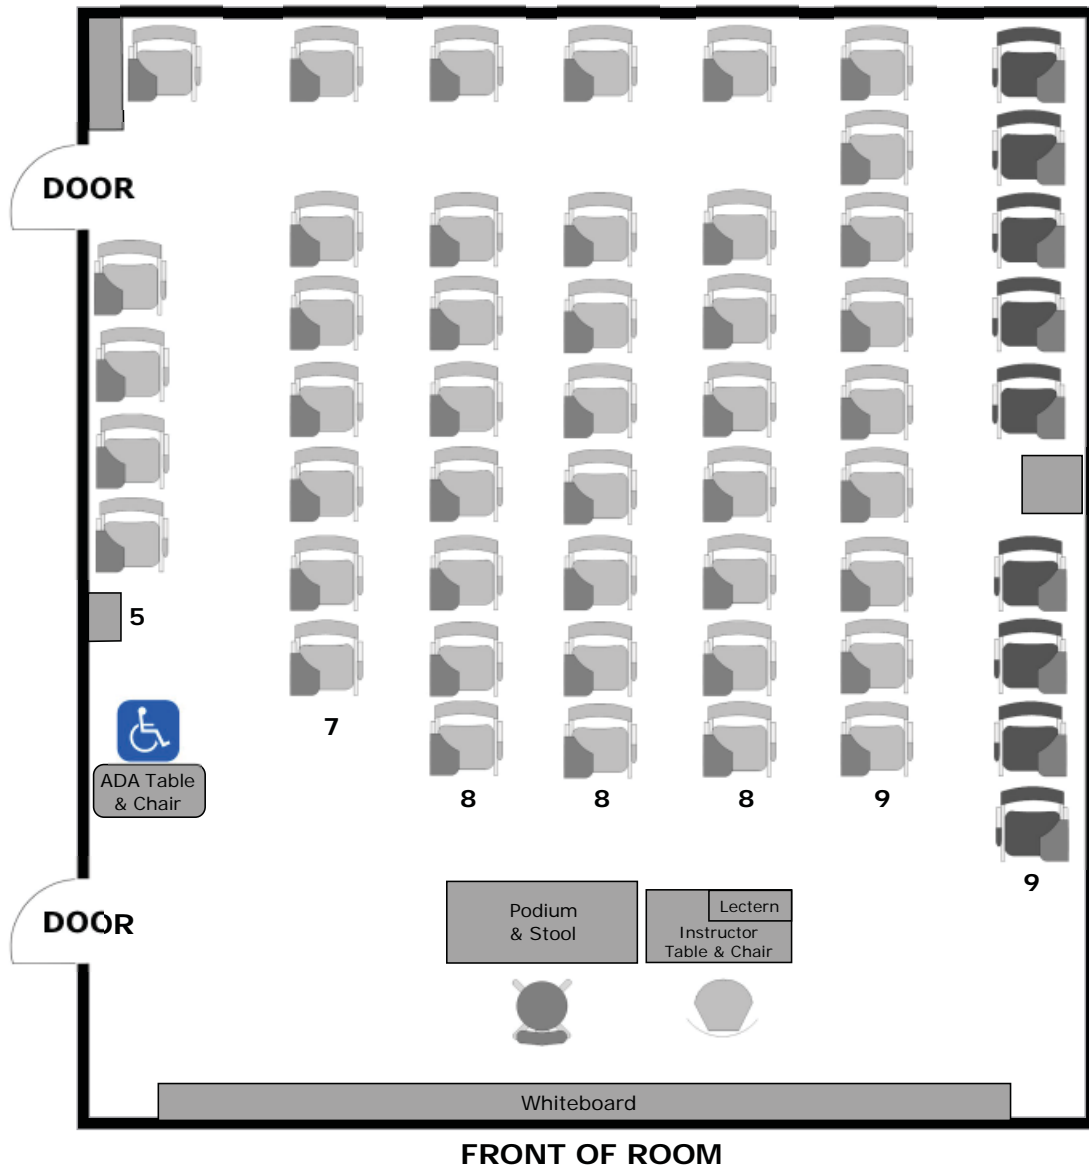 DOOR
5
7
ADA Table
& Chair
8
8
8
9
9
DOOR
Podium
& Stool
Lectern
Instructor
Table & Chair
Whiteboard
FRONT OF ROOM